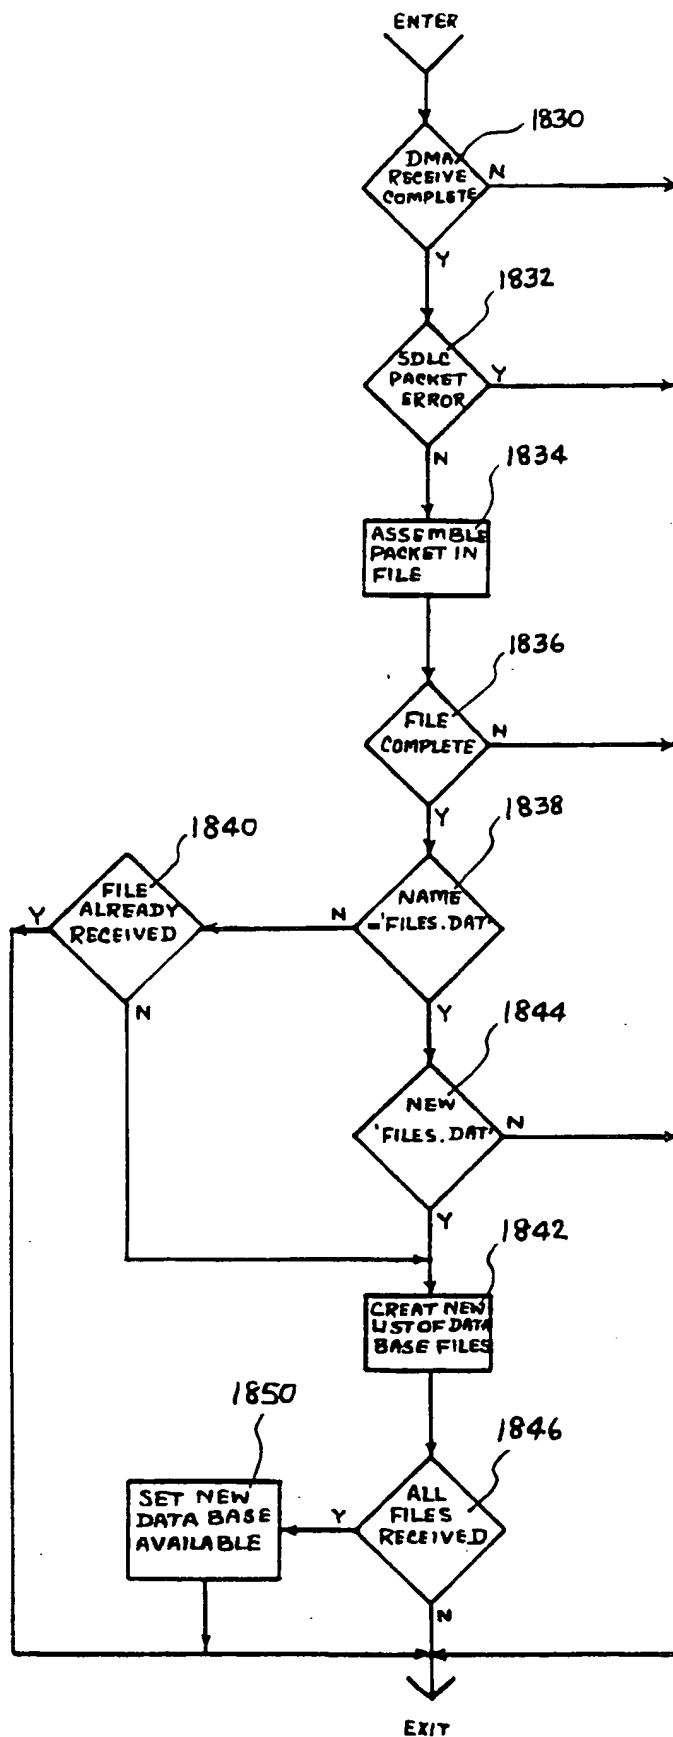 ENTER
1830
DMA
RECEIVE
COMPLETE
N
Y
1832
SDLC
PACKET
ERROR
Y
N
1834
ASSEMBLE
PACKET IN
FILE
1836
FILE
COMPLETE
N
Y
1838
NAME
='FILES.DAT'
N
Y
1840
FILE
ALREADY
RECEIVED
Y
N
1844
NEW
'FILES.DAT'
N
Y
1842
CREAT NEW
LIST OF DATA
BASE FILES
1846
ALL
FILES
RECEIVED
Y
N
1850
SET NEW
DATA BASE
AVAILABLE
EXIT